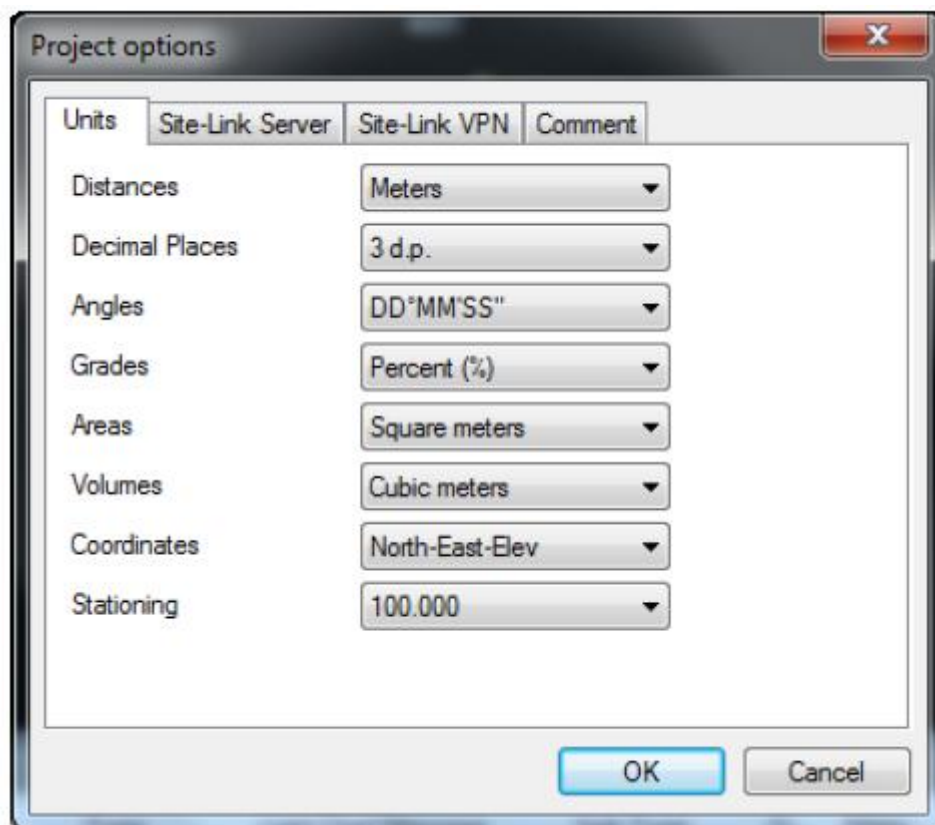 Project options
Units Site-Link Server Site-Link VPN Comment
Distances Meters
Decimal Places 3 d.p.
Angles DD°MM'SS"
Grades Percent (%)
Areas Square meters
Volumes Cubic meters
Coordinates North-East-Elev
Stationing 100.000
OK Cancel